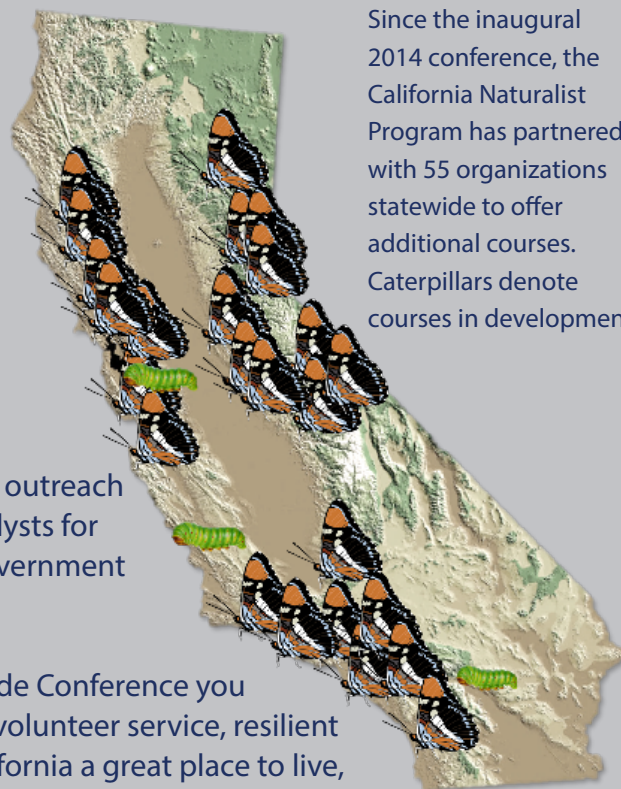 Since the inaugural
2014 conference, the
California Naturalist
Program has partnered
with 55 organizations
statewide to offer
additional courses.
Caterpillars denote
courses in developmen
outreach
lysts for
vernment
de Conference you
volunteer service, resilient
fornia a great place to live,